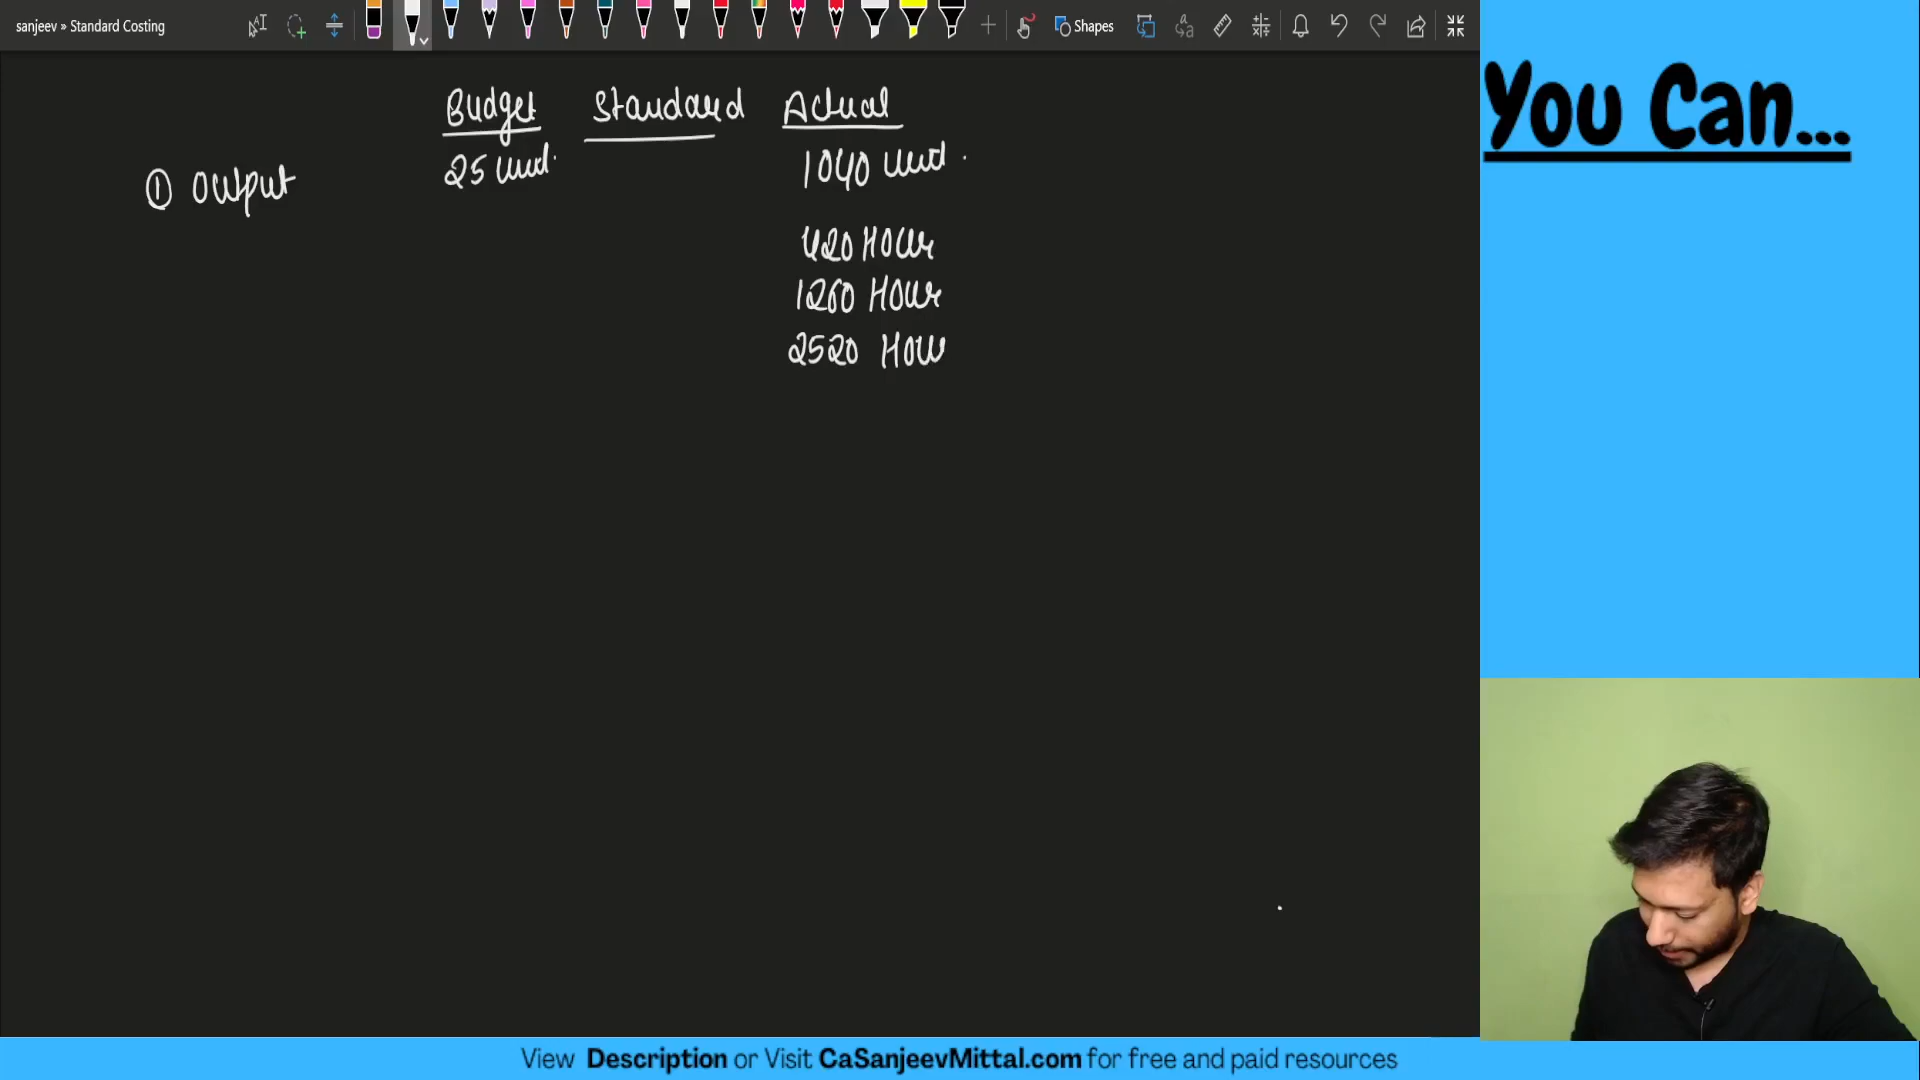 sanjeev » Standard Costing
Shapes
You Can...
Budget Standard Actual
① Output 25 unit. 1040 unit.
420 Hour
1260 Hour
2520 Hour
View Description or Visit CaSanjeevMittal.com for free and paid resources